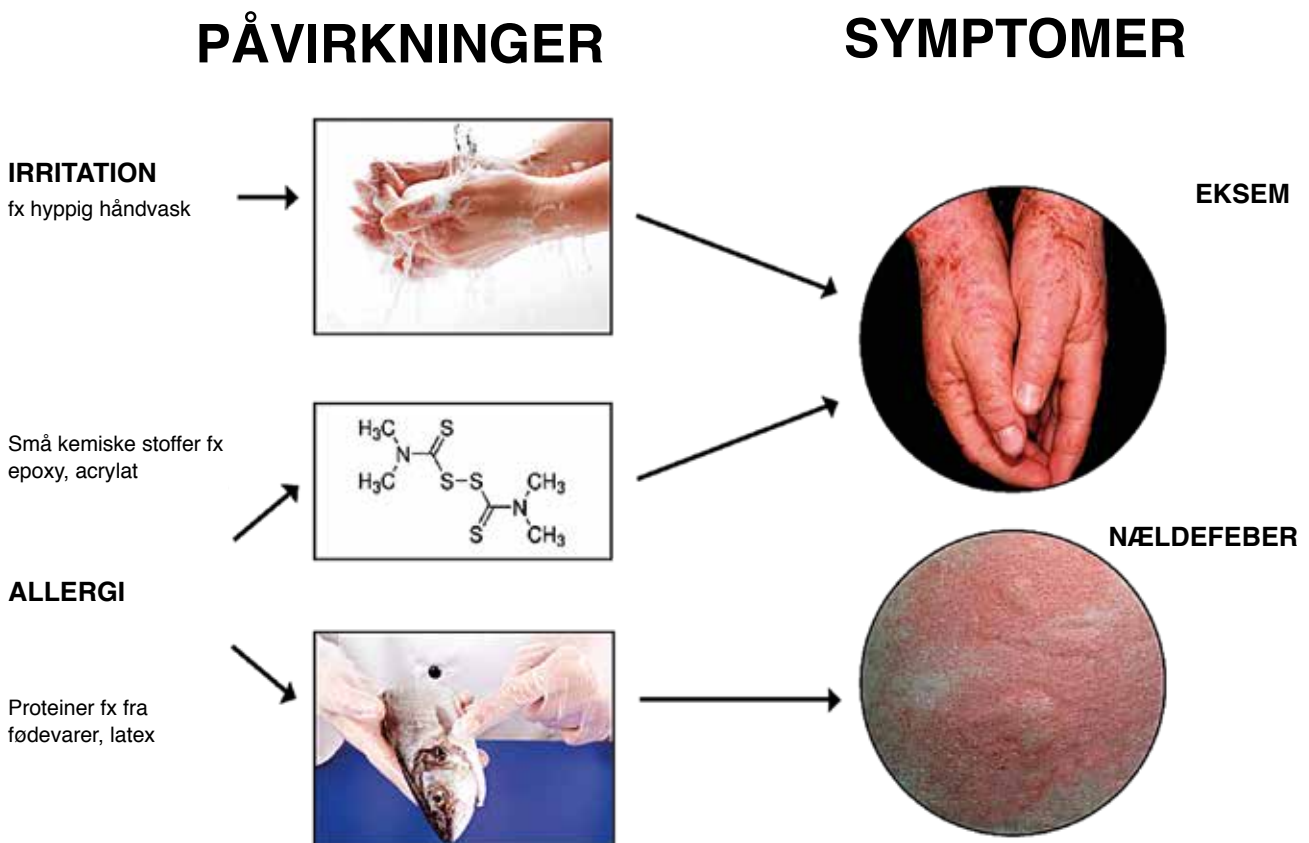 PÅVIRKNINGER
SYMPTOMER
IRRITATION
fx hyppig håndvask
EKSEM
Små kemiske stoffer fx
epoxy, acrylat
H₃C
S
N
H₃C
S–S
CH₃
N
S
CH₃
NÆLDEFEBER
ALLERGI
Proteiner fx fra
fødevarer, latex